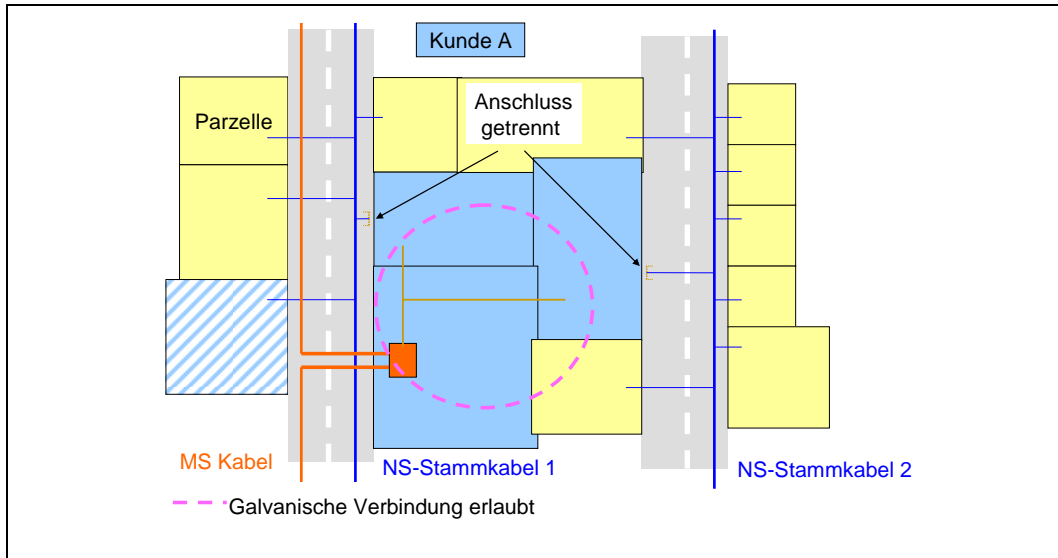 Kunde A
Anschluss
getrennt
Parzelle
MS Kabel
NS-Stammkabel 1
NS-Stammkabel 2
Galvanische Verbindung erlaubt